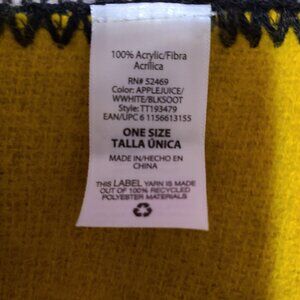 100% Acrylic/Fibra
Acrílica
RN# 52469
Color: APPLEJUICE/
WWHITE/BLKSOOT
Style: TT193479
EAN/UPC 6 1156613155
ONE SIZE
TALLA ÚNICA
MADE IN/HECHO EN
CHINA
THIS LABEL YARN IS MADE
OUT OF 100% RECYCLED
POLYESTER MATERIALS